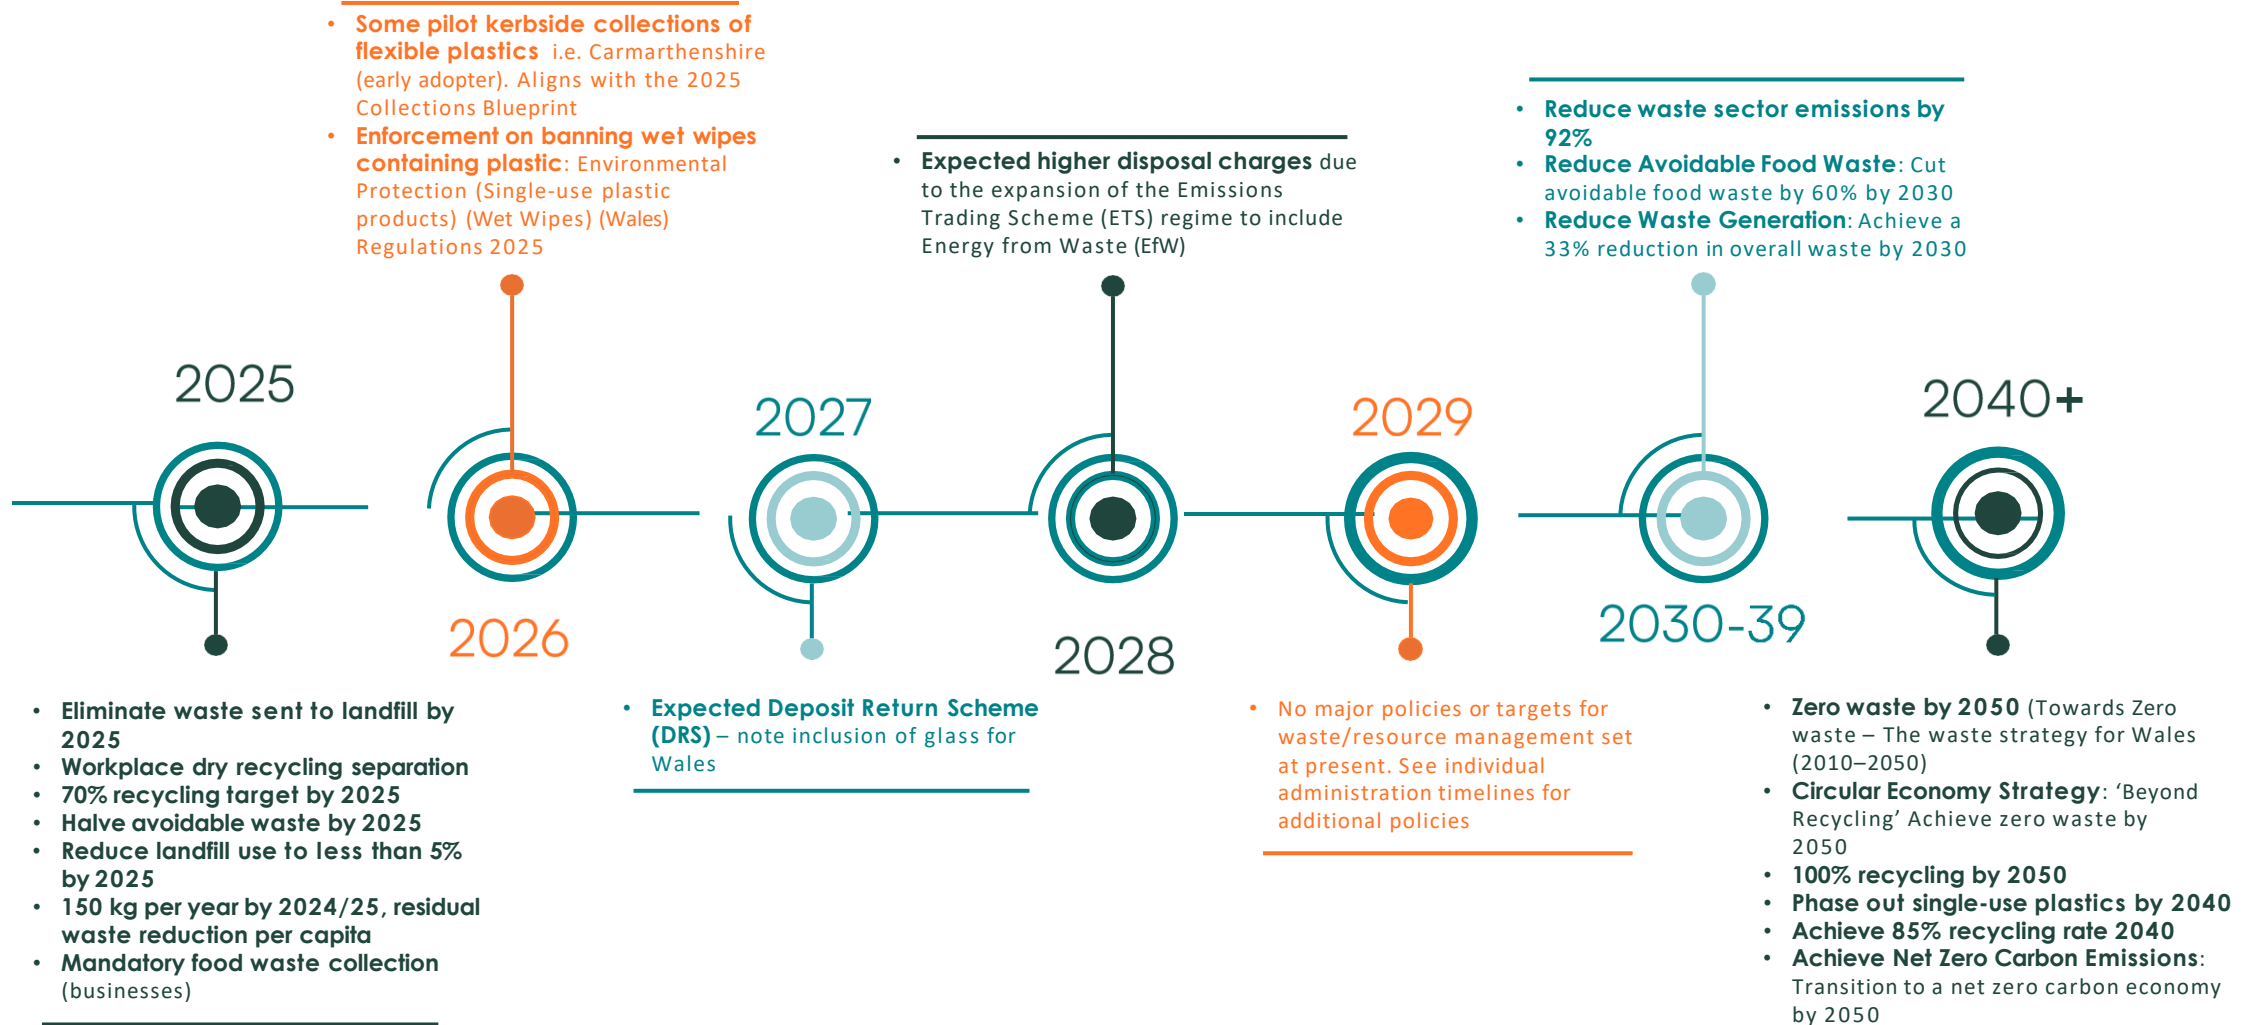 • Some pilot kerbside collections of
flexible plastics i.e. Carmarthenshire
(early adopter). Aligns with the 2025
Collections Blueprint
• Enforcement on banning wet wipes
containing plastic: Environmental
Protection (Single-use plastic
products) (Wet Wipes) (Wales)
Regulations 2025
• Expected higher disposal charges due
to the expansion of the Emissions
Trading Scheme (ETS) regime to include
Energy from Waste (EfW)
• Reduce waste sector emissions by
92%
• Reduce Avoidable Food Waste: Cut
avoidable food waste by 60% by 2030
• Reduce Waste Generation: Achieve a
33% reduction in overall waste by 2030
2025
2026
2027
2028
2029
2030-39
2040+
• Eliminate waste sent to landfill by
2025
• Workplace dry recycling separation
• 70% recycling target by 2025
• Halve avoidable waste by 2025
• Reduce landfill use to less than 5%
by 2025
• 150 kg per year by 2024/25, residual
waste reduction per capita
• Mandatory food waste collection
(businesses)
• Expected Deposit Return Scheme
(DRS) – note inclusion of glass for
Wales
• No major policies or targets for
waste/resource management set
at present. See individual
administration timelines for
additional policies
• Zero waste by 2050 (Towards Zero
waste – The waste strategy for Wales
(2010–2050)
• Circular Economy Strategy: ‘Beyond
Recycling’ Achieve zero waste by
2050
• 100% recycling by 2050
• Phase out single-use plastics by 2040
• Achieve 85% recycling rate 2040
• Achieve Net Zero Carbon Emissions:
Transition to a net zero carbon economy
by 2050